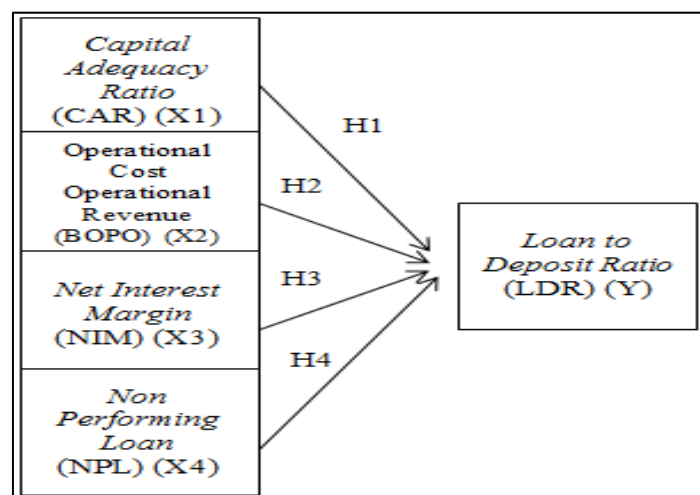 Capital
Adequacy
Ratio
(CAR) (X1)
Operational
Cost
Operational
Revenue
(BOPO) (X2)
Net Interest
Margin
(NIM) (X3)
Non
Performing
Loan
(NPL) (X4)
H1
H2
H3
H4
Loan to
Deposit Ratio
(LDR) (Y)